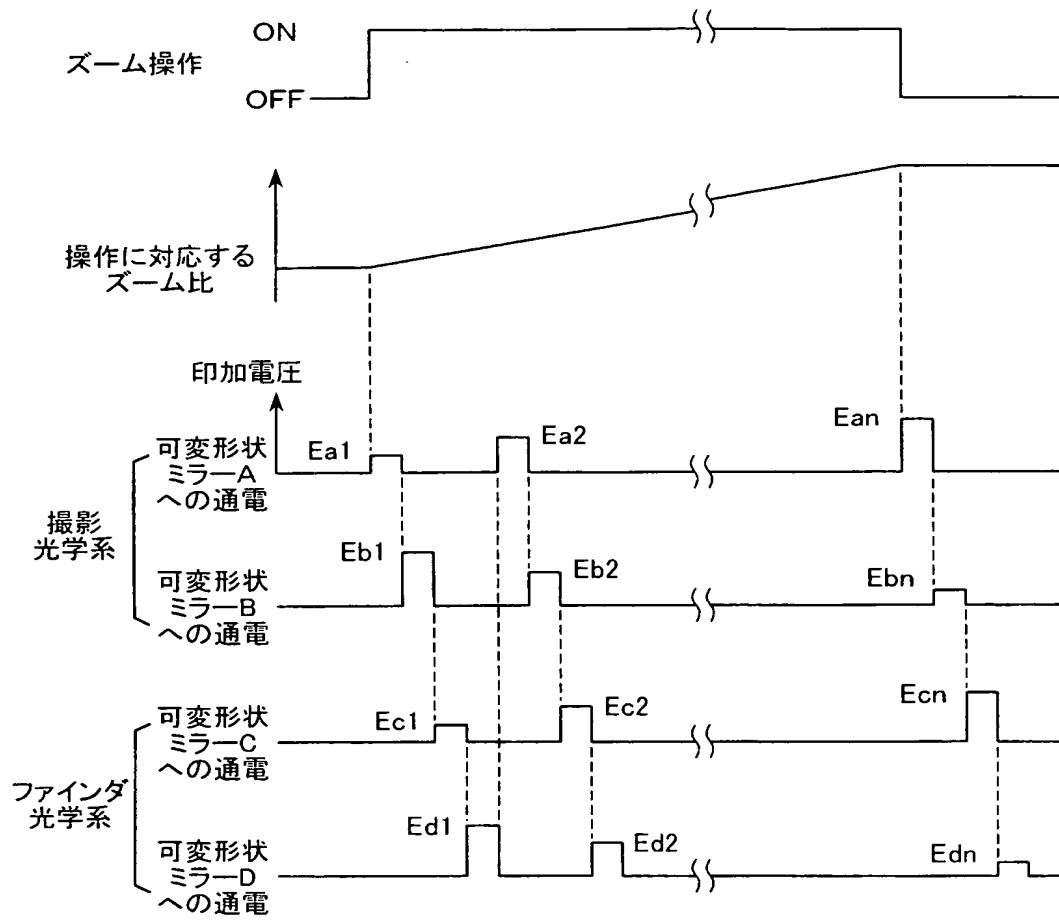 ON
ズーム操作
OFF
操作に対応する
ズーム比
印加電圧
可変形状
ミラーA
への通電
Ea1
Ea2
Ean
撮影
光学系
可変形状
ミラーB
への通電
Eb1
Eb2
Ebn
可変形状
ミラーC
への通電
Ec1
Ec2
Ecn
ファインダ
光学系
可変形状
ミラーD
への通電
Ed1
Ed2
Edn